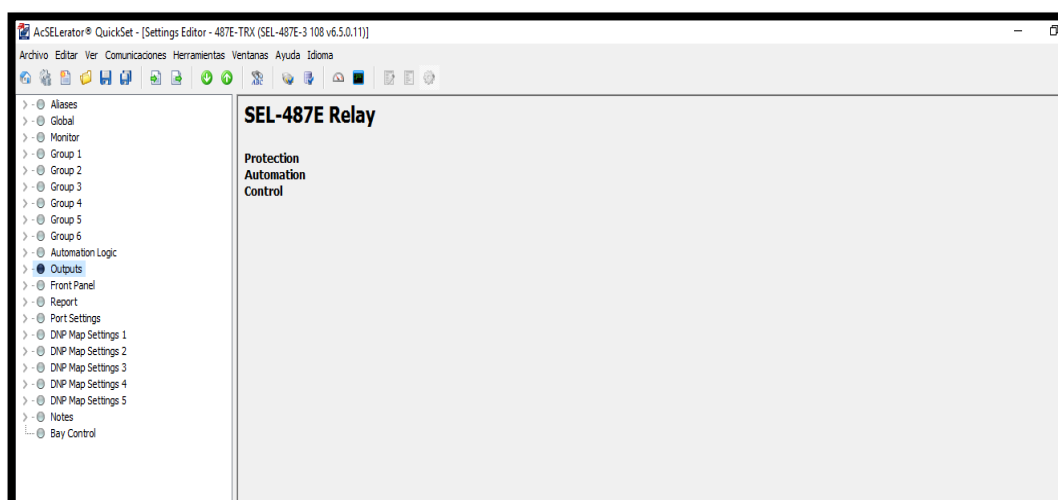 AcSELerator® QuickSet - [Settings Editor - 487E-TRX (SEL-487E-3 108 v6.5.0.11)]
Archivo Editar Ver Comunicaciones Herramientas Ventanas Ayuda Idioma
Aliases
Global
Monitor
Group 1
Group 2
Group 3
Group 4
Group 5
Group 6
Automation Logic
Outputs
Front Panel
Report
Port Settings
DNP Map Settings 1
DNP Map Settings 2
DNP Map Settings 3
DNP Map Settings 4
DNP Map Settings 5
Notes
Bay Control
SEL-487E Relay
Protection
Automation
Control